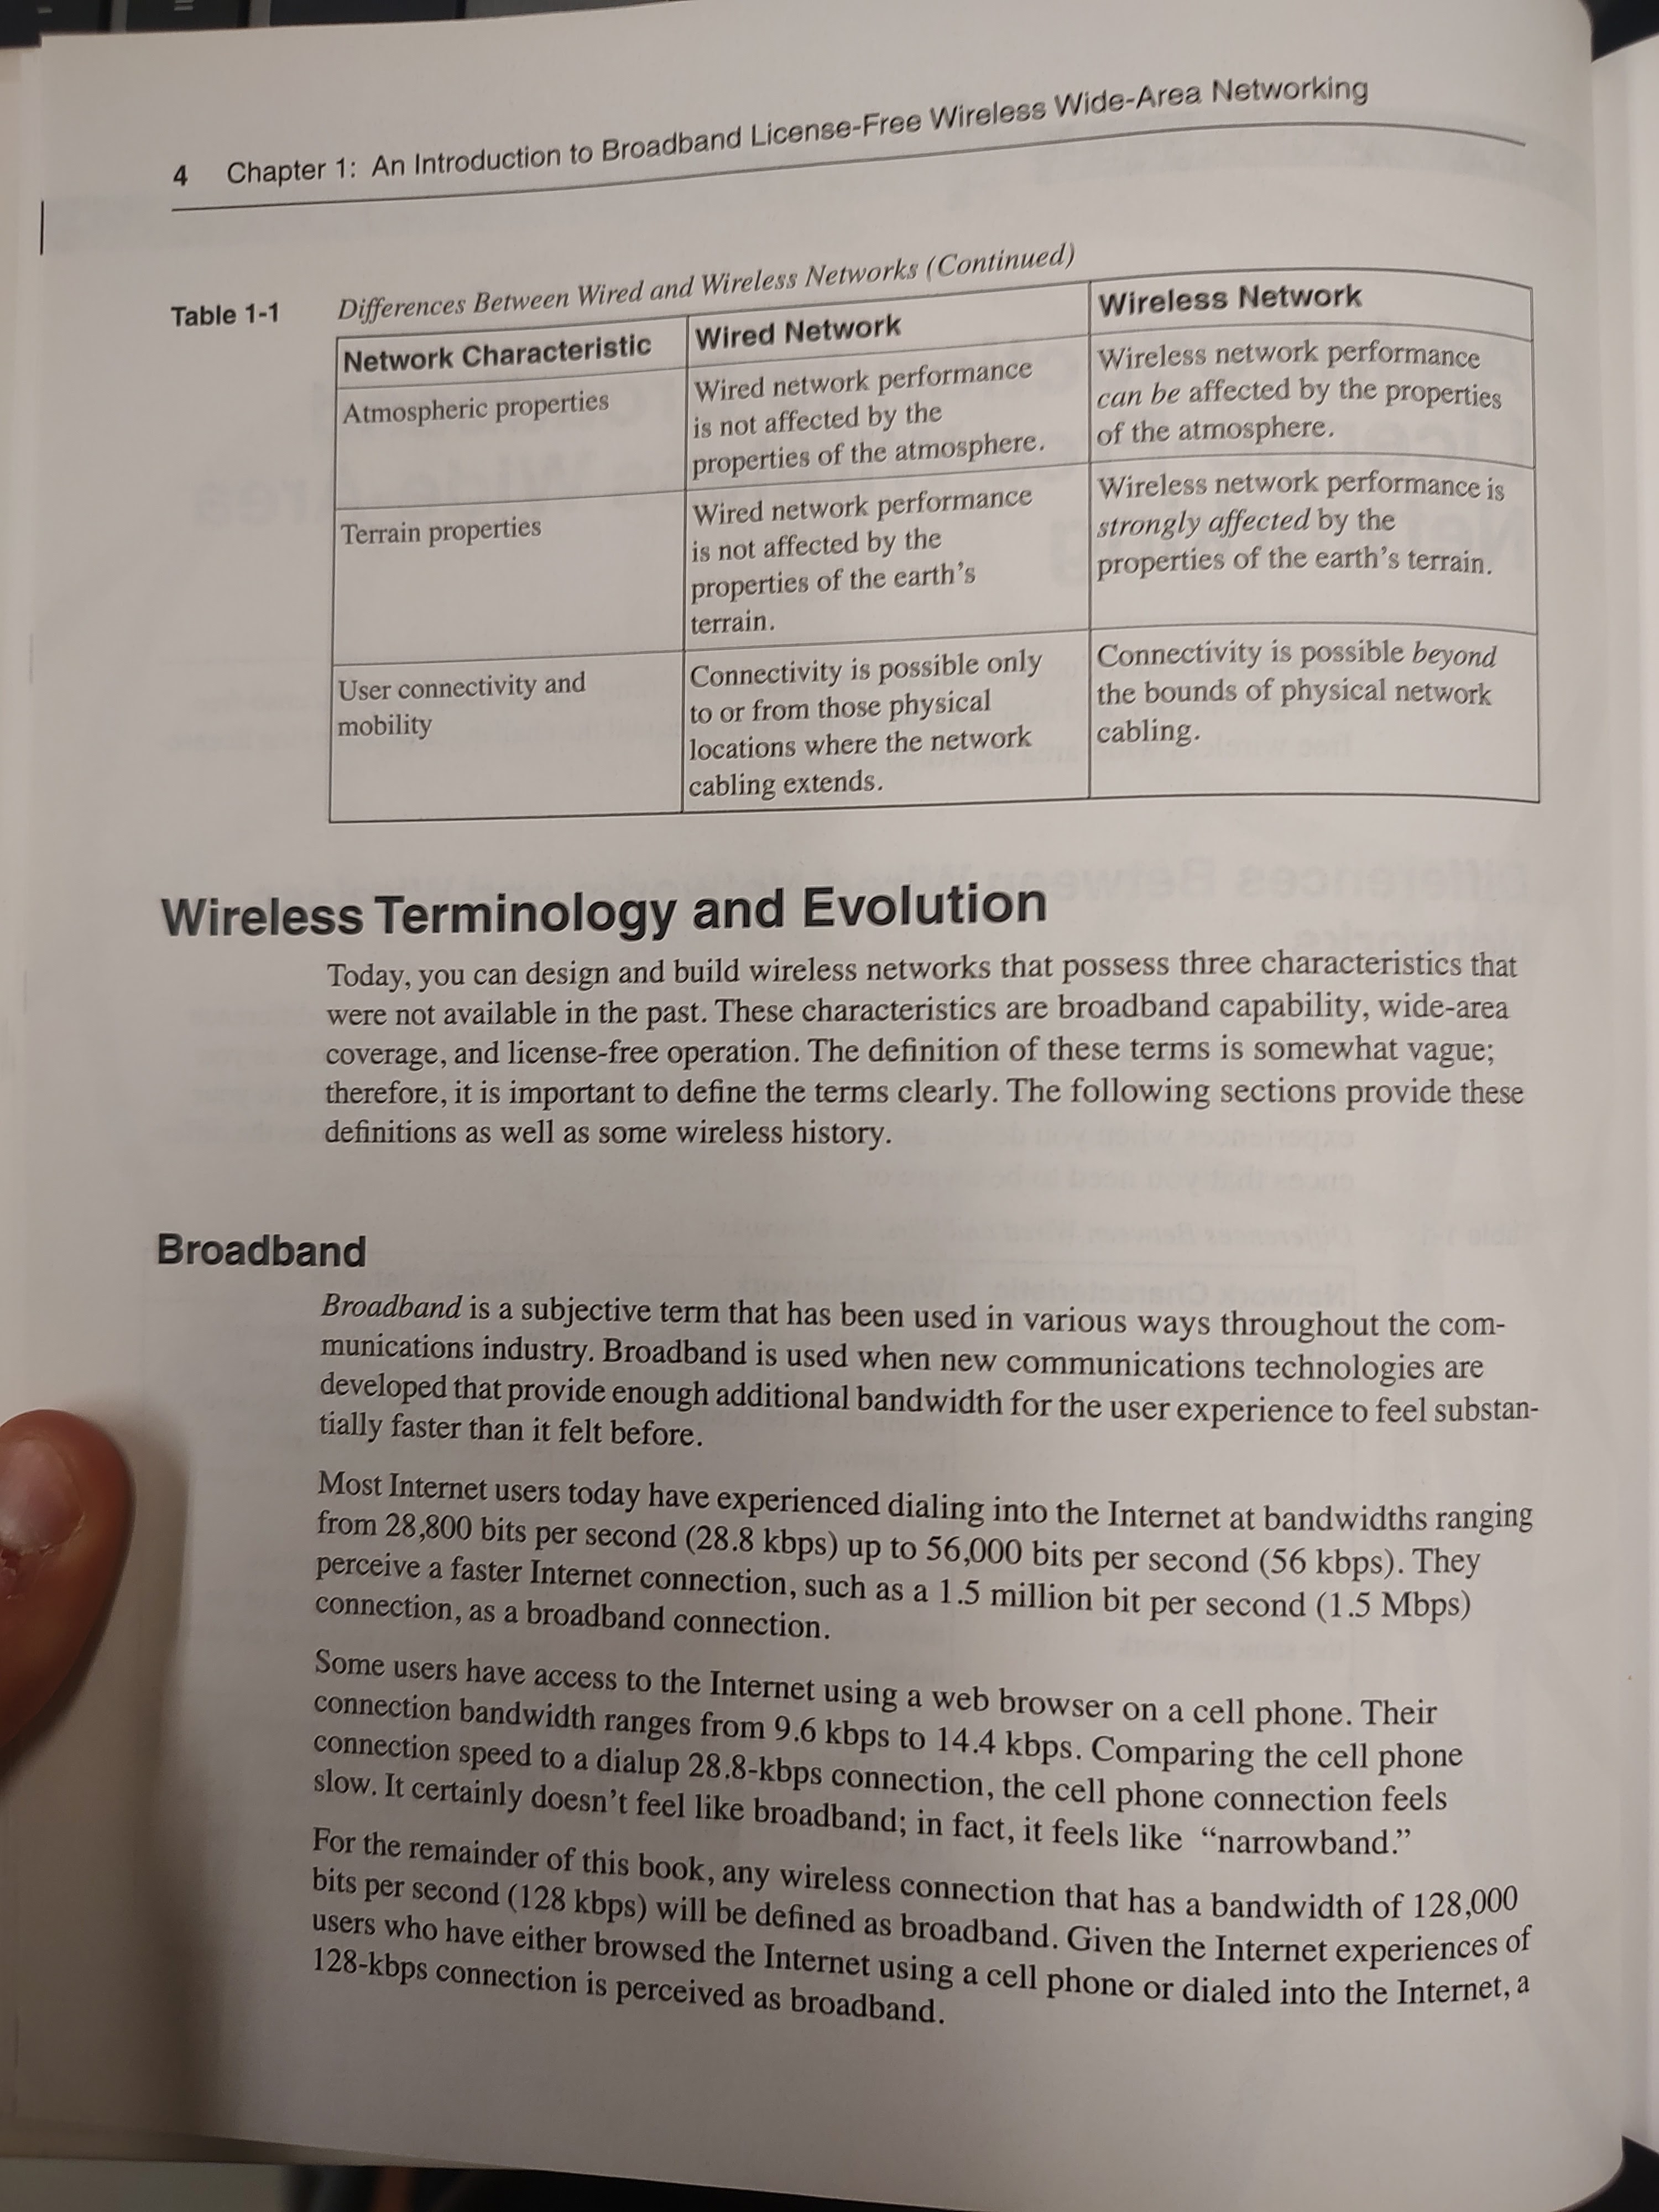 4 Chapter 1: An Introduction to Broadband License-Free Wireless Wide-Area Networking
Table 1-1 Differences Between Wired and Wireless Networks (Continued)
Network Characteristic Wired Network Wireless Network
Atmospheric properties
Wired network performance
is not affected by the
properties of the atmosphere.
Wireless network performance
can be affected by the properties
of the atmosphere.
Terrain properties
Wired network performance
is not affected by the
properties of the earth's
terrain.
Wireless network performance is
strongly affected by the
properties of the earth's terrain.
User connectivity and
mobility
Connectivity is possible only
to or from those physical
locations where the network
cabling extends.
Connectivity is possible beyond
the bounds of physical network
cabling.
Wireless Terminology and Evolution
Today, you can design and build wireless networks that possess three characteristics that
were not available in the past. These characteristics are broadband capability, wide-area
coverage, and license-free operation. The definition of these terms is somewhat vague;
therefore, it is important to define the terms clearly. The following sections provide these
definitions as well as some wireless history.
Broadband
Broadband is a subjective term that has been used in various ways throughout the com-
munications industry. Broadband is used when new communications technologies are
developed that provide enough additional bandwidth for the user experience to feel substan-
tially faster than it felt before.
Most Internet users today have experienced dialing into the Internet at bandwidths ranging
from 28,800 bits per second (28.8 kbps) up to 56,000 bits per second (56 kbps). They
perceive a faster Internet connection, such as a 1.5 million bit per second (1.5 Mbps)
connection, as a broadband connection.
Some users have access to the Internet using a web browser on a cell phone. Their
connection bandwidth ranges from 9.6 kbps to 14.4 kbps. Comparing the cell phone
connection speed to a dialup 28.8-kbps connection, the cell phone connection feels
slow. It certainly doesn't feel like broadband; in fact, it feels like “narrowband.”
For the remainder of this book, any wireless connection that has a bandwidth of 128,000
bits per second (128 kbps) will be defined as broadband. Given the Internet experiences of
users who have either browsed the Internet using a cell phone or dialed into the Internet, a
128-kbps connection is perceived as broadband.